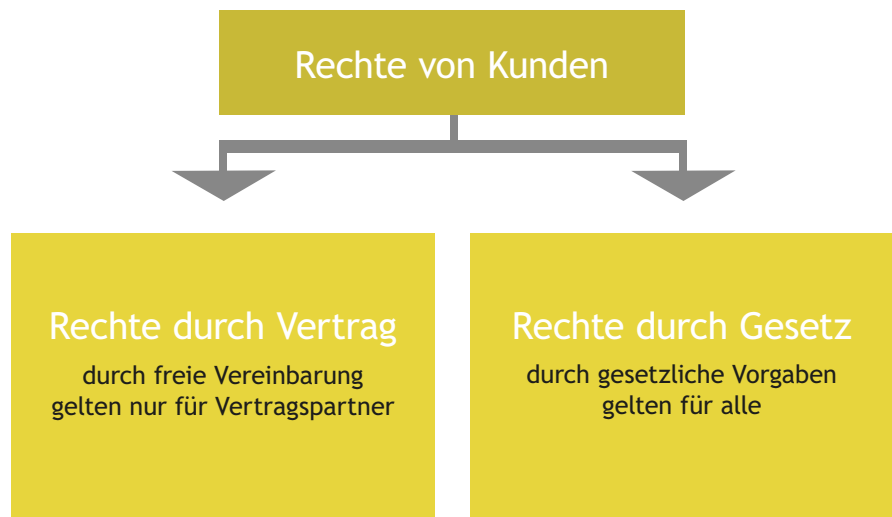 Rechte von Kunden
Rechte durch Vertrag
durch freie Vereinbarung
gelten nur für Vertragspartner
Rechte durch Gesetz
durch gesetzliche Vorgaben
gelten für alle